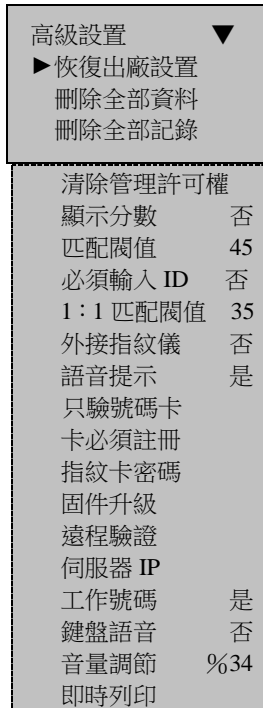 高級設置 ▼
▶恢復出廠設置
刪除全部資料
刪除全部記錄
清除管理許可權
顯示分數 否
匹配閥值 45
必須輸入 ID 否
1：1 匹配閥值 35
外接指紋儀 否
語音提示 是
只驗號碼卡
卡必須註冊
指紋卡密碼
固件升級
遠程驗證
伺服器 IP
工作號碼 是
鍵盤語音 否
音量調節 %34
即時列印